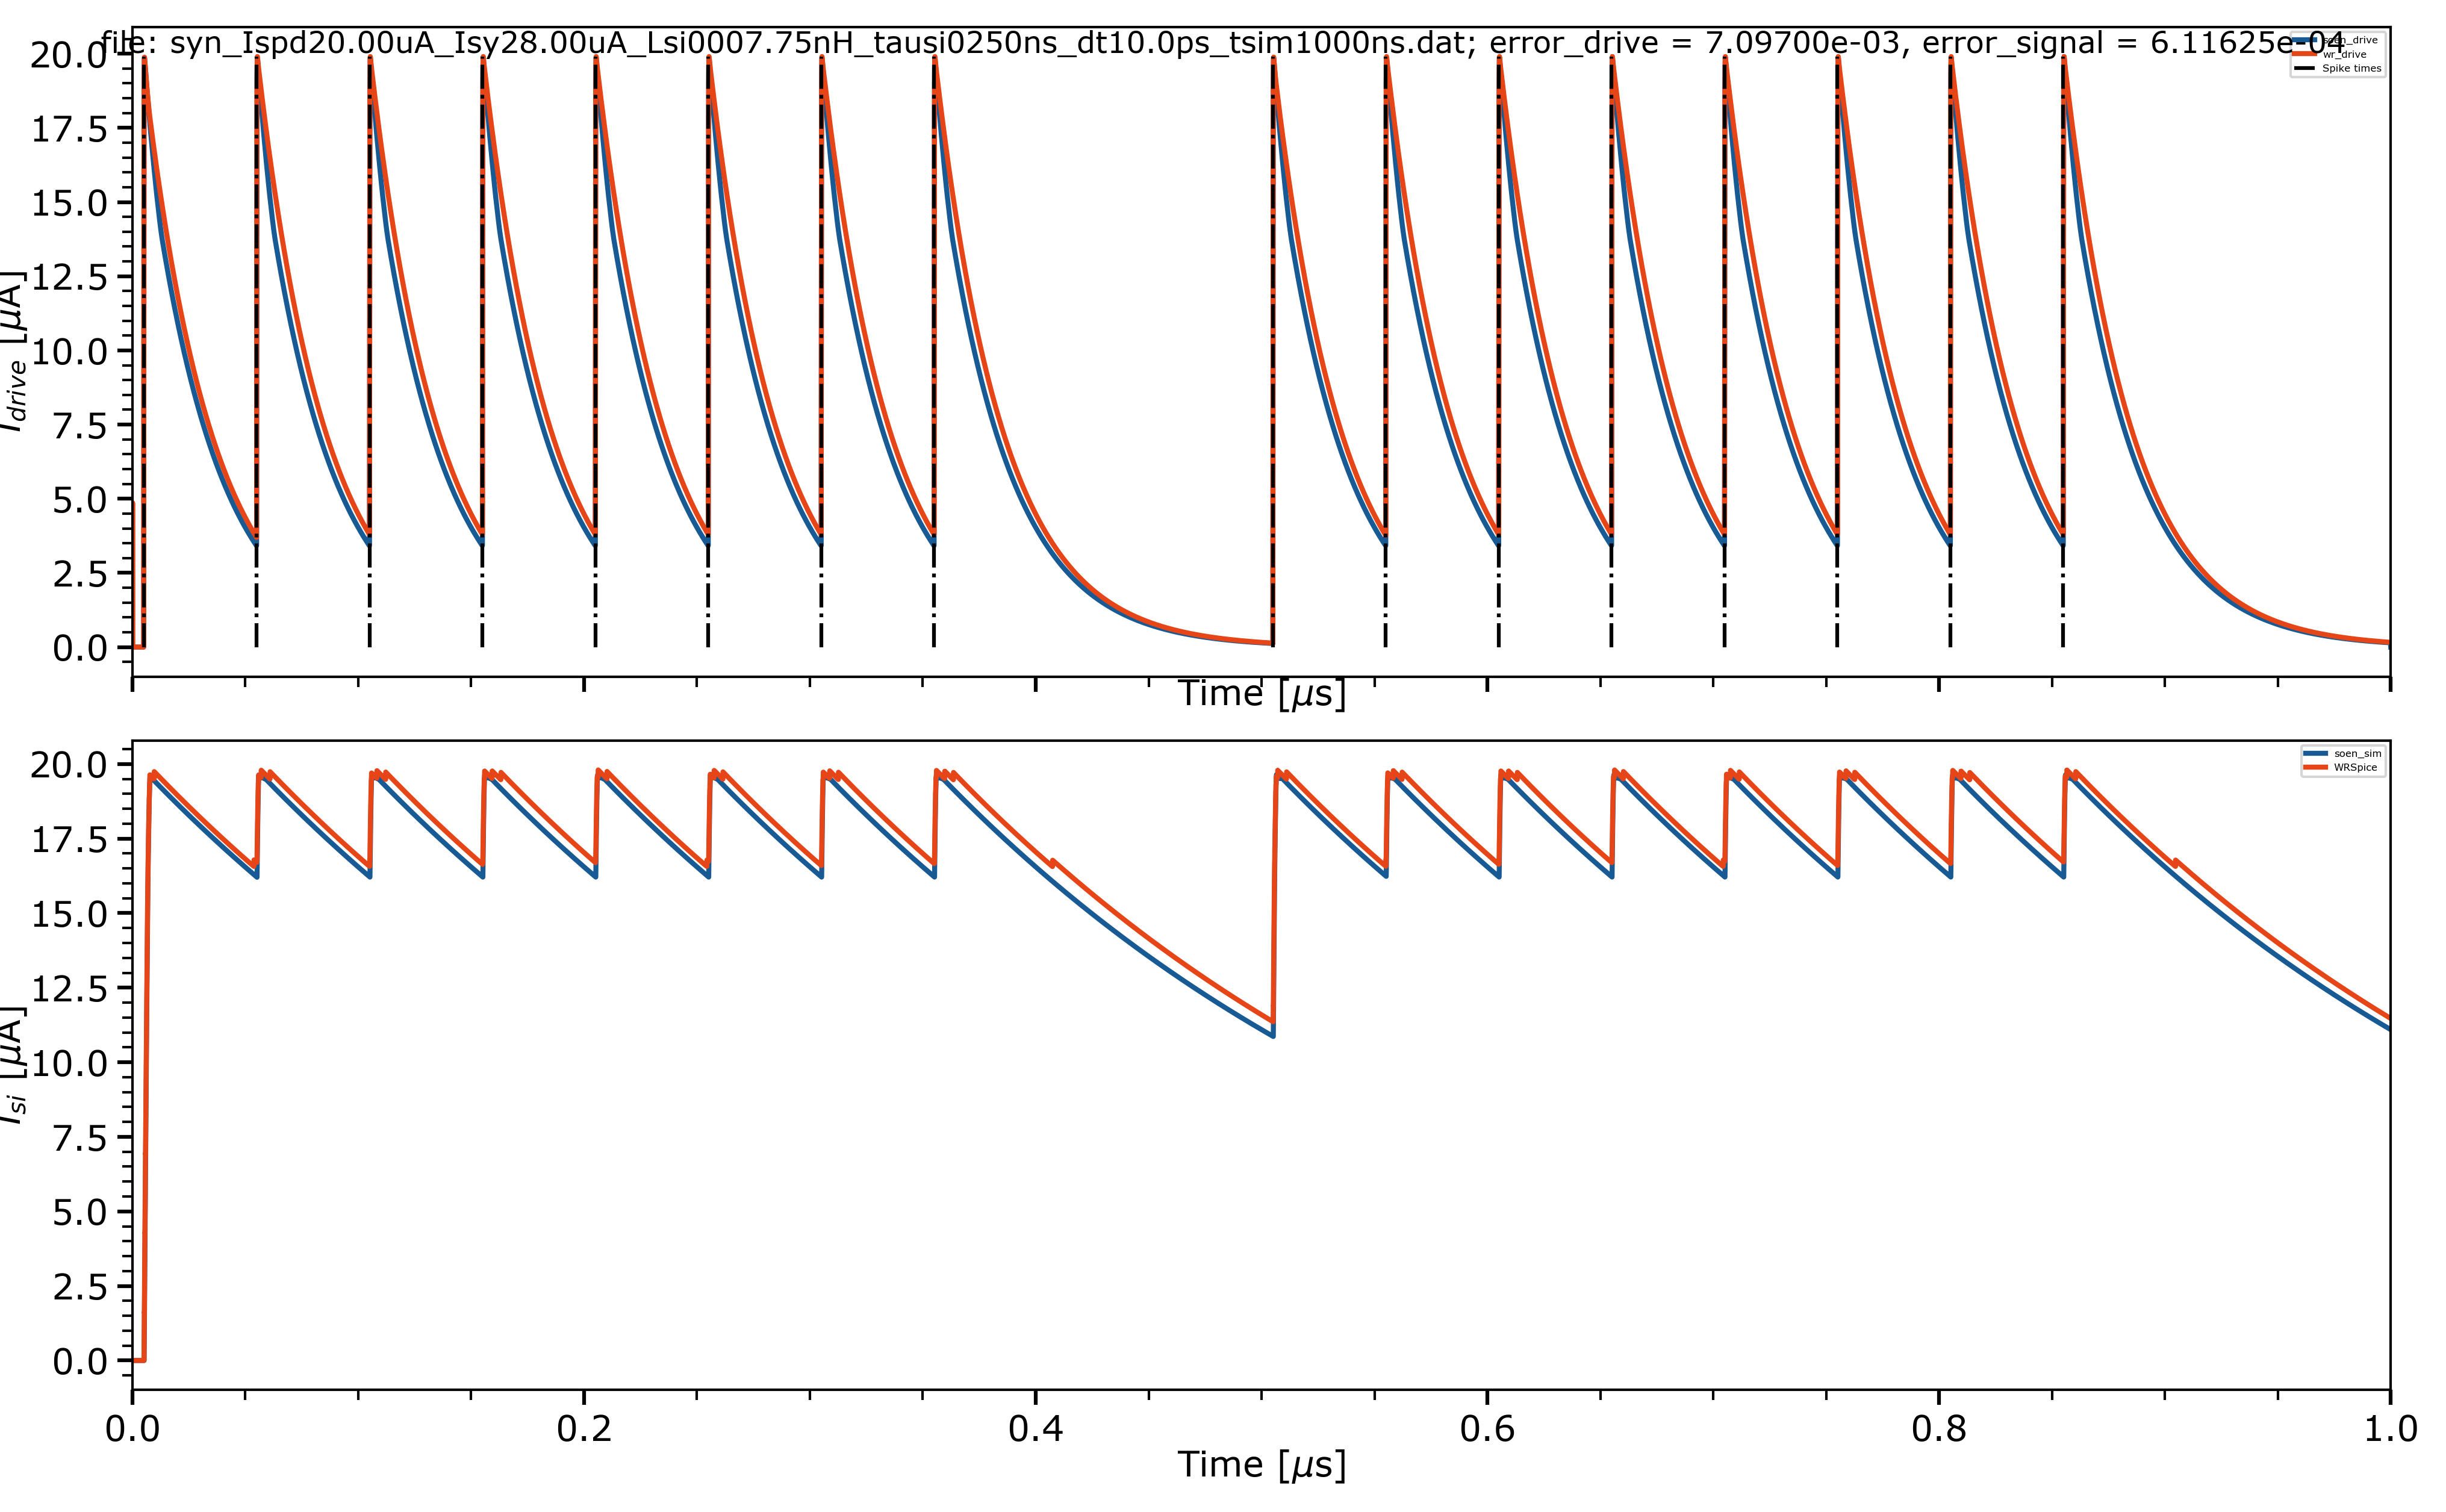 file: syn_Ispd20.00uA_Isy28.00uA_Lsi0007.75nH_tausi0250ns_dt10.0ps_tsim1000ns.dat; error_drive = 7.09700e-03, error_signal = 6.11625e-04
soen_drive
wr_drive
Spike times
20.0
17.5
15.0
12.5
10.0
7.5
5.0
2.5
0.0
I_drive [μA]
Time [μs]
soen_sim
WRSpice
20.0
17.5
15.0
12.5
10.0
7.5
5.0
2.5
0.0
I_si [μA]
0.0 0.2 0.4 0.6 0.8 1.0
Time [μs]